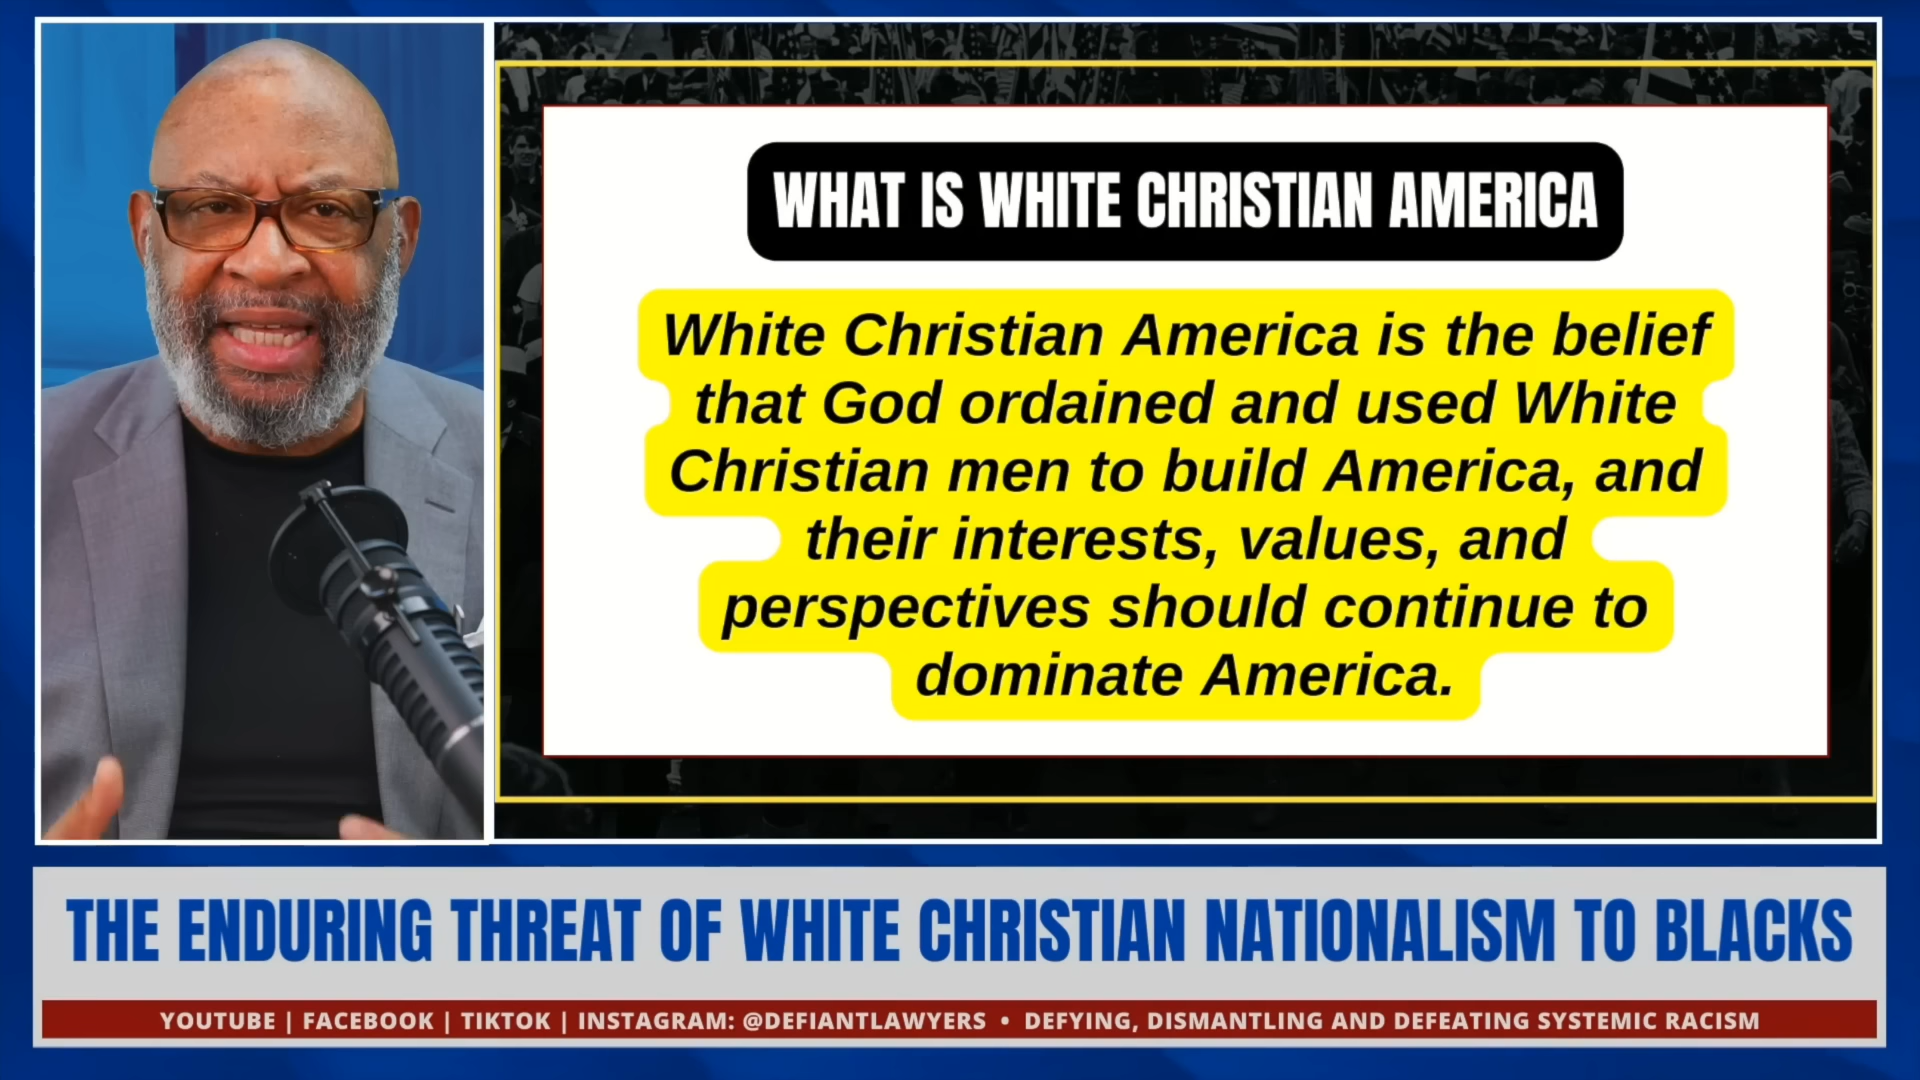 WHAT IS WHITE CHRISTIAN AMERICA
White Christian America is the belief
that God ordained and used White
Christian men to build America, and
their interests, values, and
perspectives should continue to
dominate America.
THE ENDURING THREAT OF WHITE CHRISTIAN NATIONALISM TO BLACKS
YOUTUBE | FACEBOOK | TIKTOK | INSTAGRAM: @DEFIANTLAWYERS • DEFYING, DISMANTLING AND DEFEATING SYSTEMIC RACISM